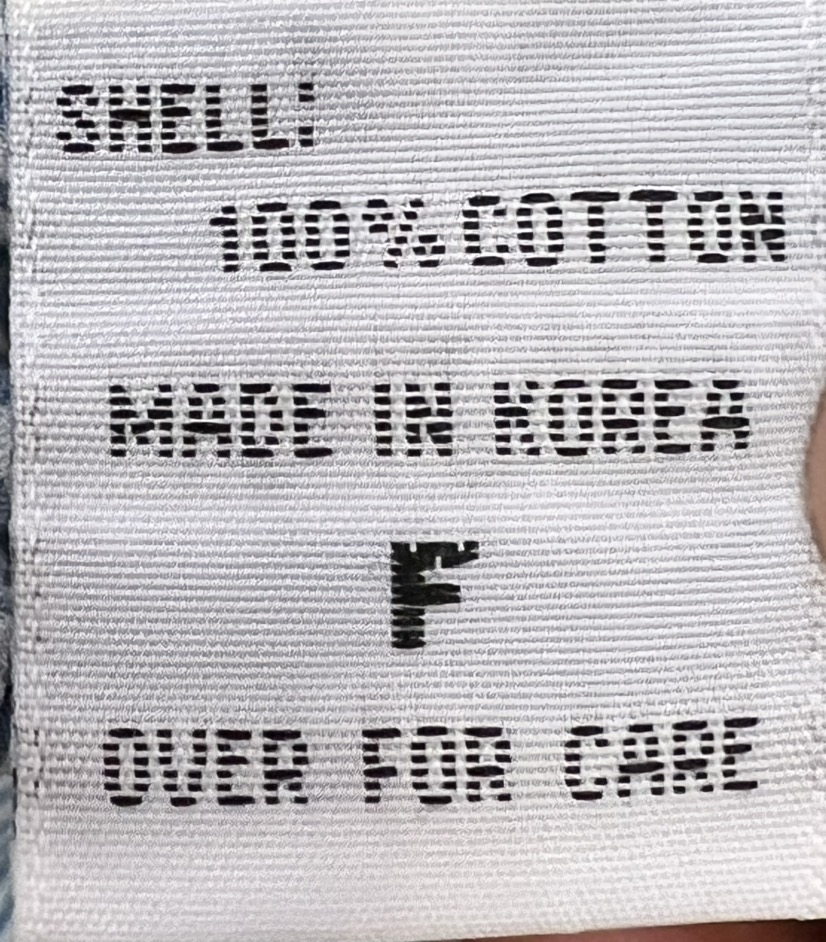 SHELL:
100% COTTON
MADE IN KOREA
F
OVER FOR CARE